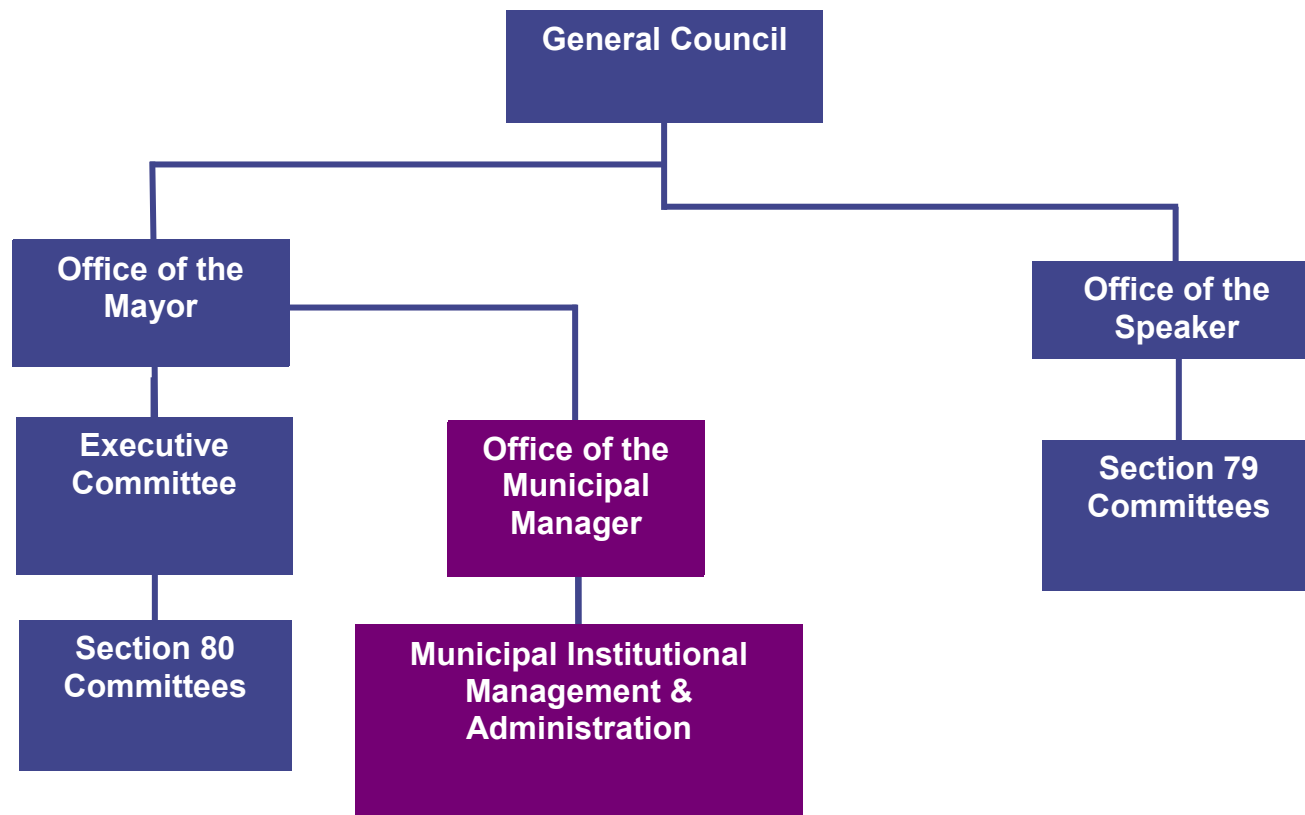 General Council
Office of the
Mayor
Office of the
Speaker
Executive
Committee
Office of the
Municipal
Manager
Section 79
Committees
Section 80
Committees
Municipal Institutional
Management &
Administration